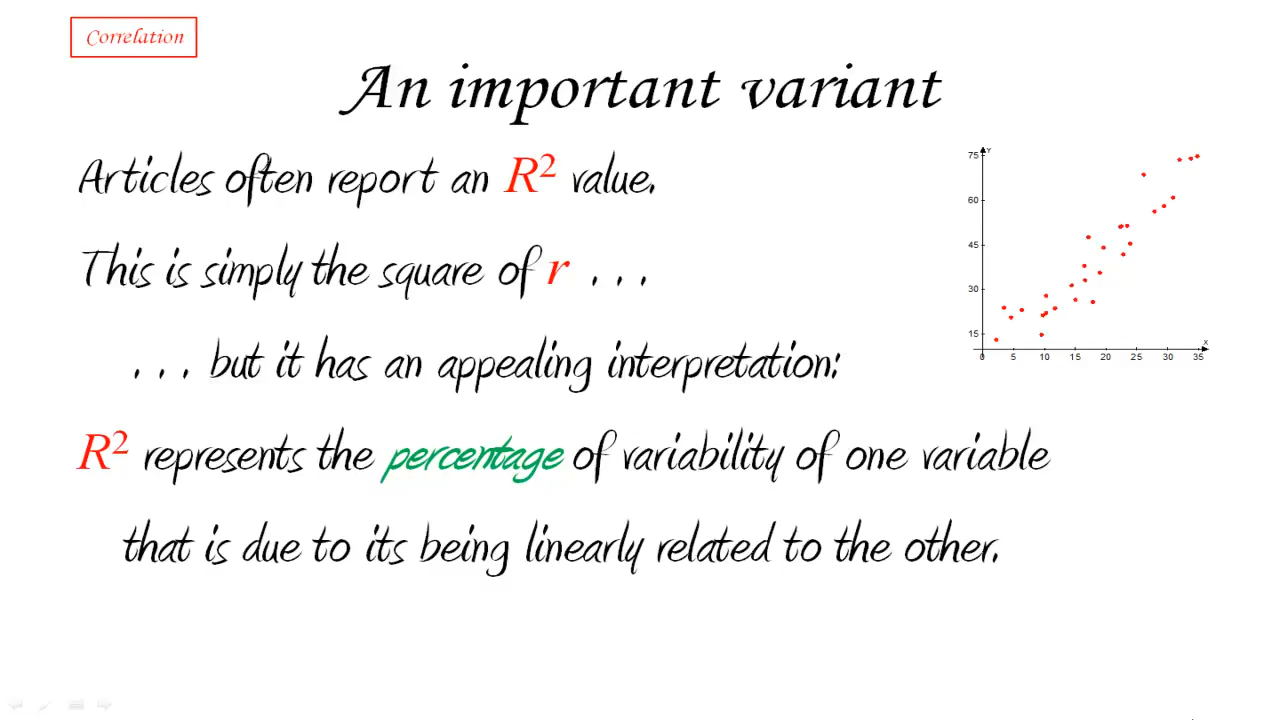 Correlation
An important variant
Articles often report an R² value.
This is simply the square of r . . .
. . . but it has an appealing interpretation:
R² represents the percentage of variability of one variable
that is due to its being linearly related to the other.
Y
75
60
45
30
15
X
0 5 10 15 20 25 30 35